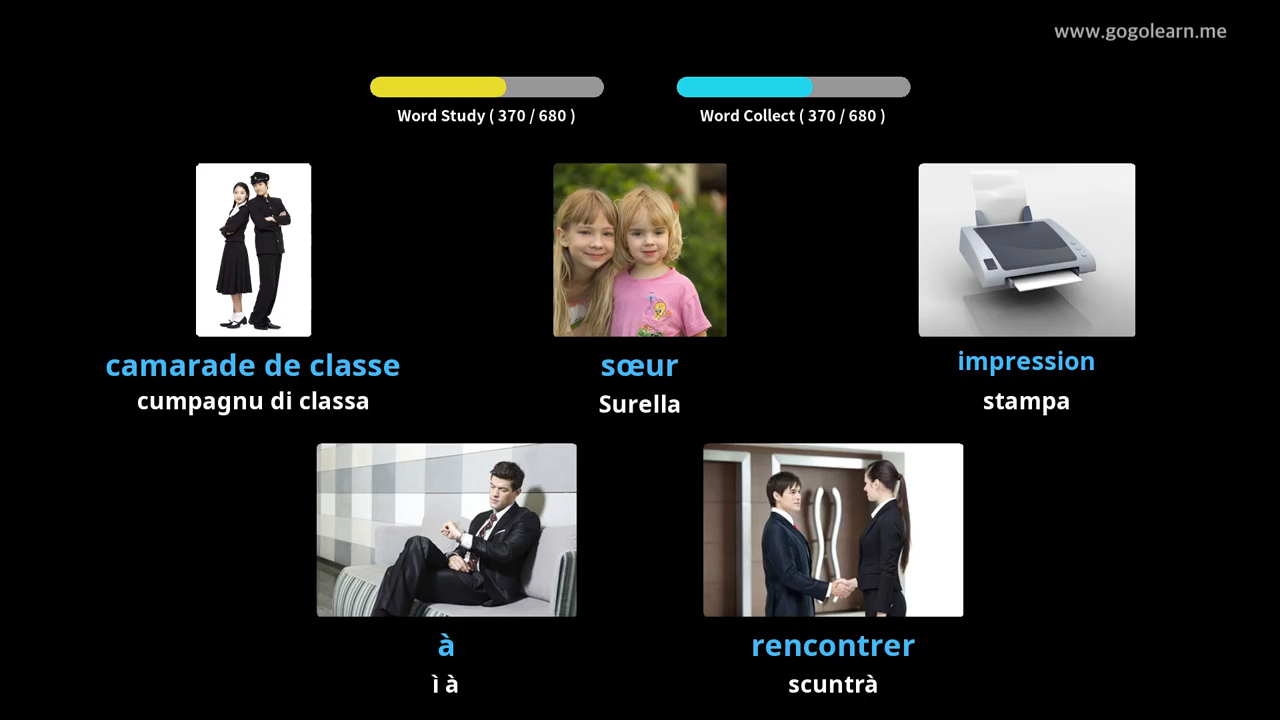 www.gogolearn.me
Word Study ( 370 / 680 )
Word Collect ( 370 / 680 )
camarade de classe
cumpagnu di classa
sœur
Surella
impression
stampa
à
ì à
rencontrer
scuntrà